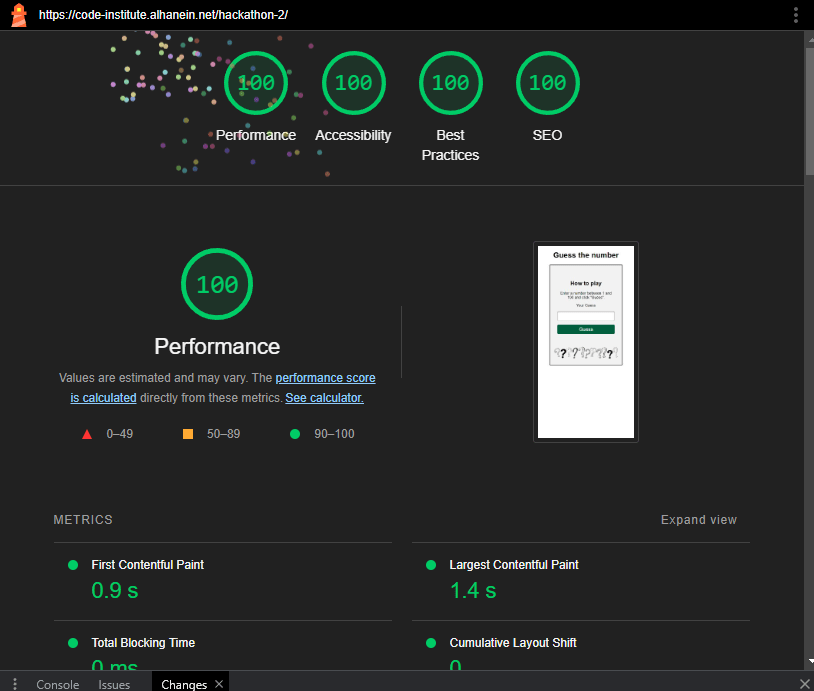 https://code-institute.alhanein.net/hackathon-2/
100 100 100 100
Performance Accessibility Best Practices SEO
100
Performance
Values are estimated and may vary. The performance score
is calculated directly from these metrics. See calculator.
0–49 50–89 90–100
Guess the number
How to play
Enter a number between 1 and
100 and click "Guess"
Your Guess
Guess
METRICS Expand view
First Contentful Paint Largest Contentful Paint
0.9 s 1.4 s
Total Blocking Time Cumulative Layout Shift
0 ms 0
Console Issues Changes